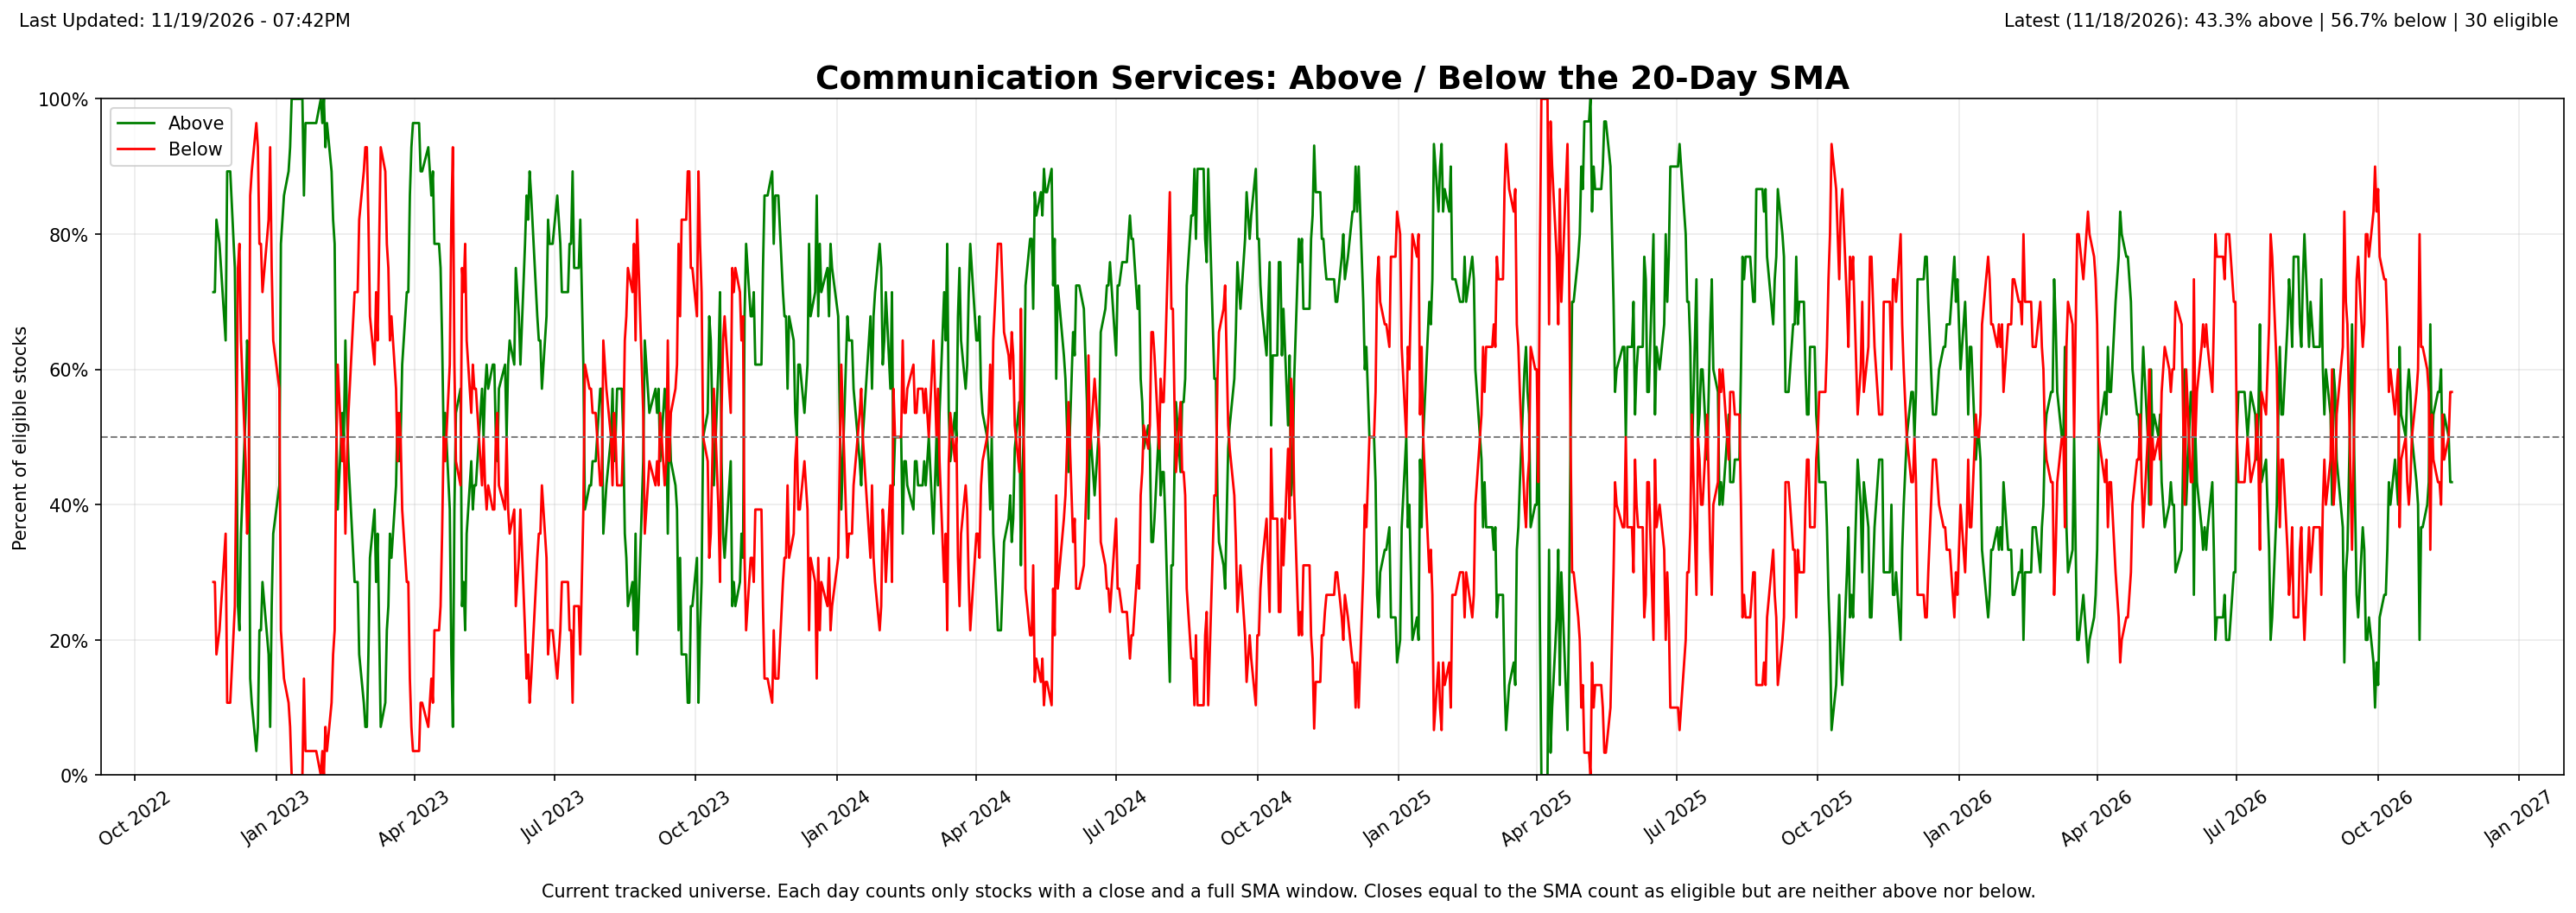 Last Updated: 11/19/2026 - 07:42PM
Latest (11/18/2026): 43.3% above | 56.7% below | 30 eligible
Communication Services: Above / Below the 20-Day SMA
Above
Below
Percent of eligible stocks
100%
80%
60%
40%
20%
0%
Oct 2022
Jan 2023
Apr 2023
Jul 2023
Oct 2023
Jan 2024
Apr 2024
Jul 2024
Oct 2024
Jan 2025
Apr 2025
Jul 2025
Oct 2025
Jan 2026
Apr 2026
Jul 2026
Oct 2026
Jan 2027
Current tracked universe. Each day counts only stocks with a close and a full SMA window. Closes equal to the SMA count as eligible but are neither above nor below.